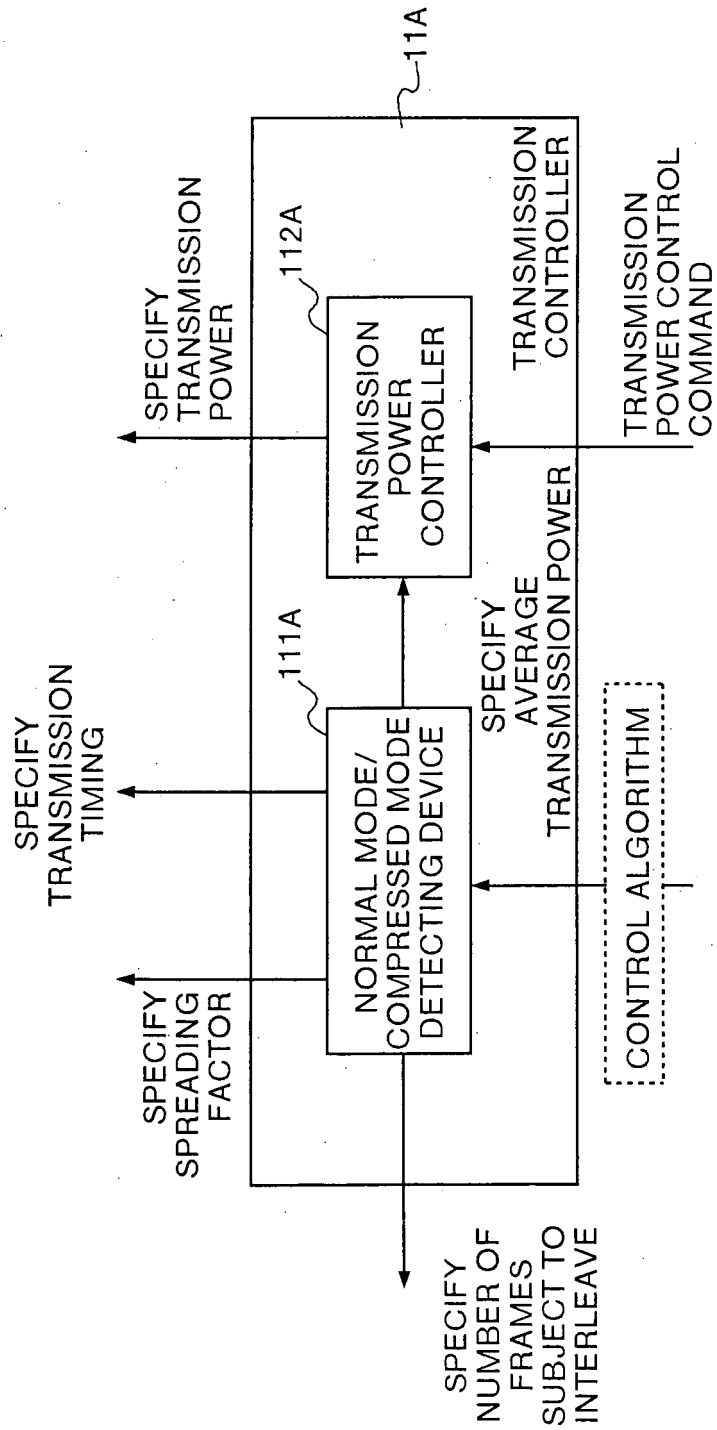 SPECIFY
TRANSMISSION
TIMING
SPECIFY
SPREADING
FACTOR
SPECIFY
TRANSMISSION
POWER
111A
112A
11A
NORMAL MODE/
COMPRESSED MODE
DETECTING DEVICE
TRANSMISSION
POWER
CONTROLLER
SPECIFY
AVERAGE
TRANSMISSION POWER
TRANSMISSION
CONTROLLER
SPECIFY
NUMBER OF
FRAMES
SUBJECT TO
INTERLEAVE
CONTROL ALGORITHM
TRANSMISSION
POWER CONTROL
COMMAND